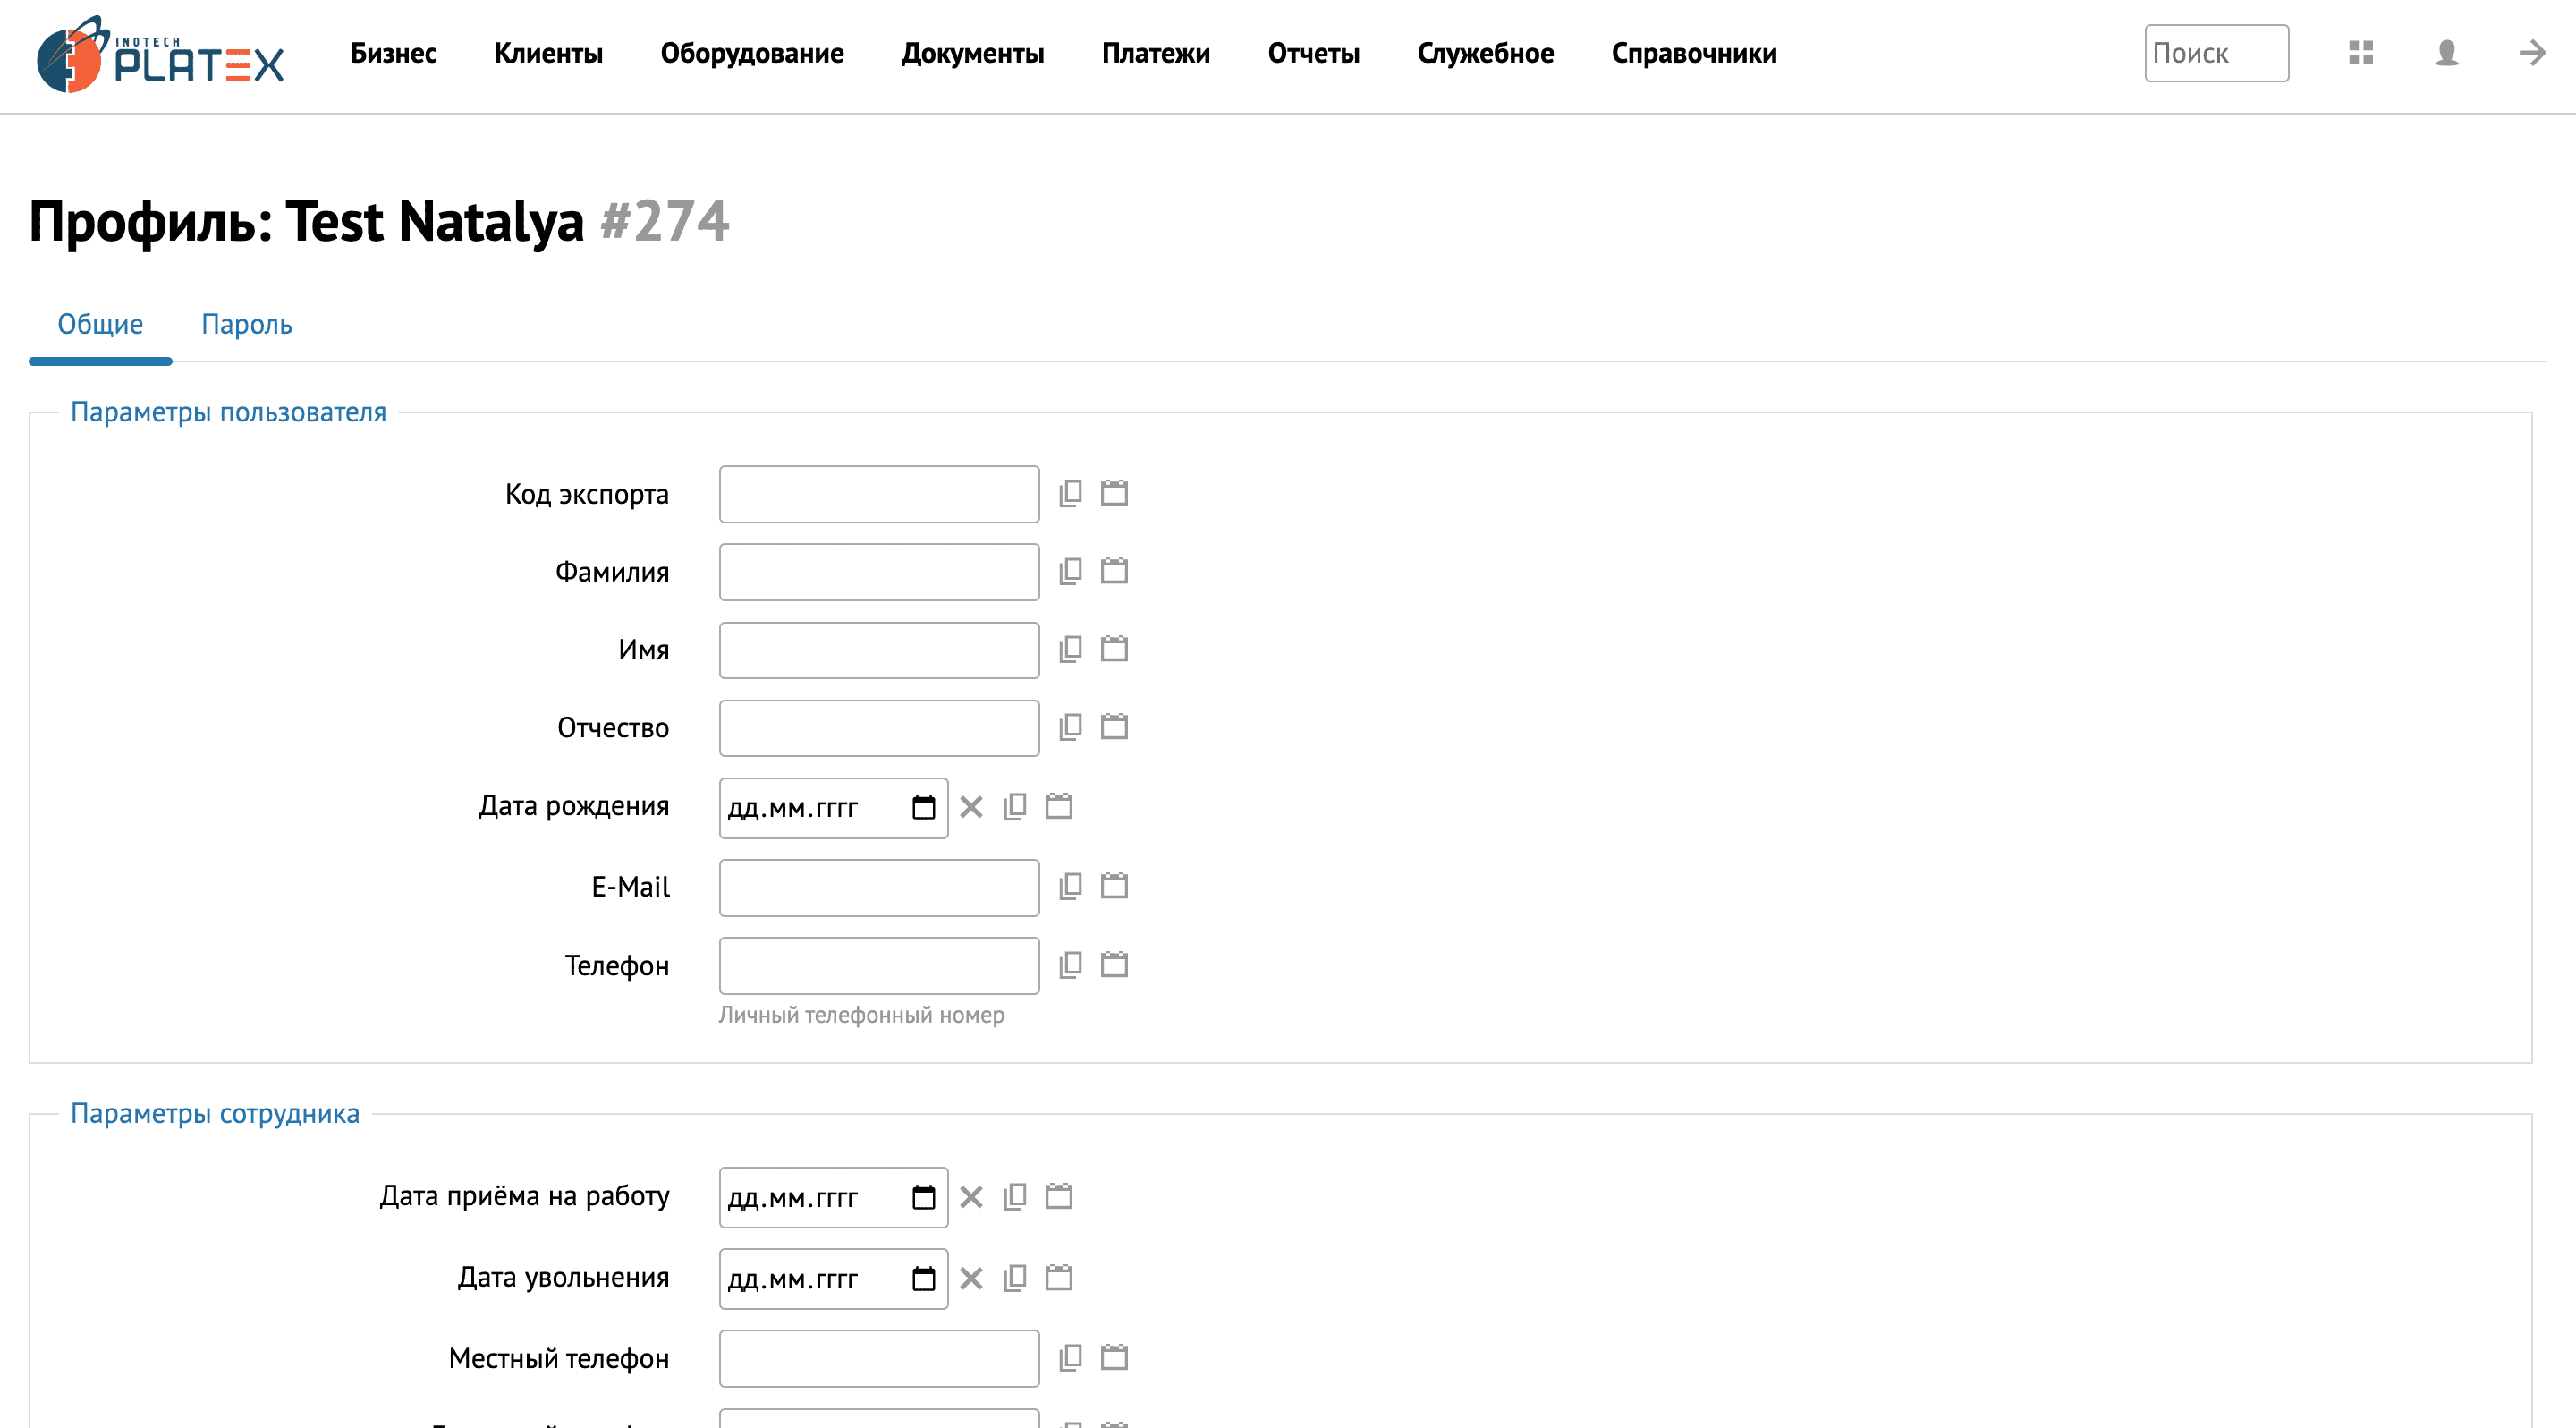 INOTECH
PLATEX
Бизнес Клиенты Оборудование Документы Платежи Отчеты Служебное Справочники Поиск
Профиль: Test Natalya #274
Общие Пароль
Параметры пользователя
Код экспорта
Фамилия
Имя
Отчество
Дата рождения дд.мм.гггг
E-Mail
Телефон
Личный телефонный номер
Параметры сотрудника
Дата приёма на работу дд.мм.гггг
Дата увольнения дд.мм.гггг
Местный телефон